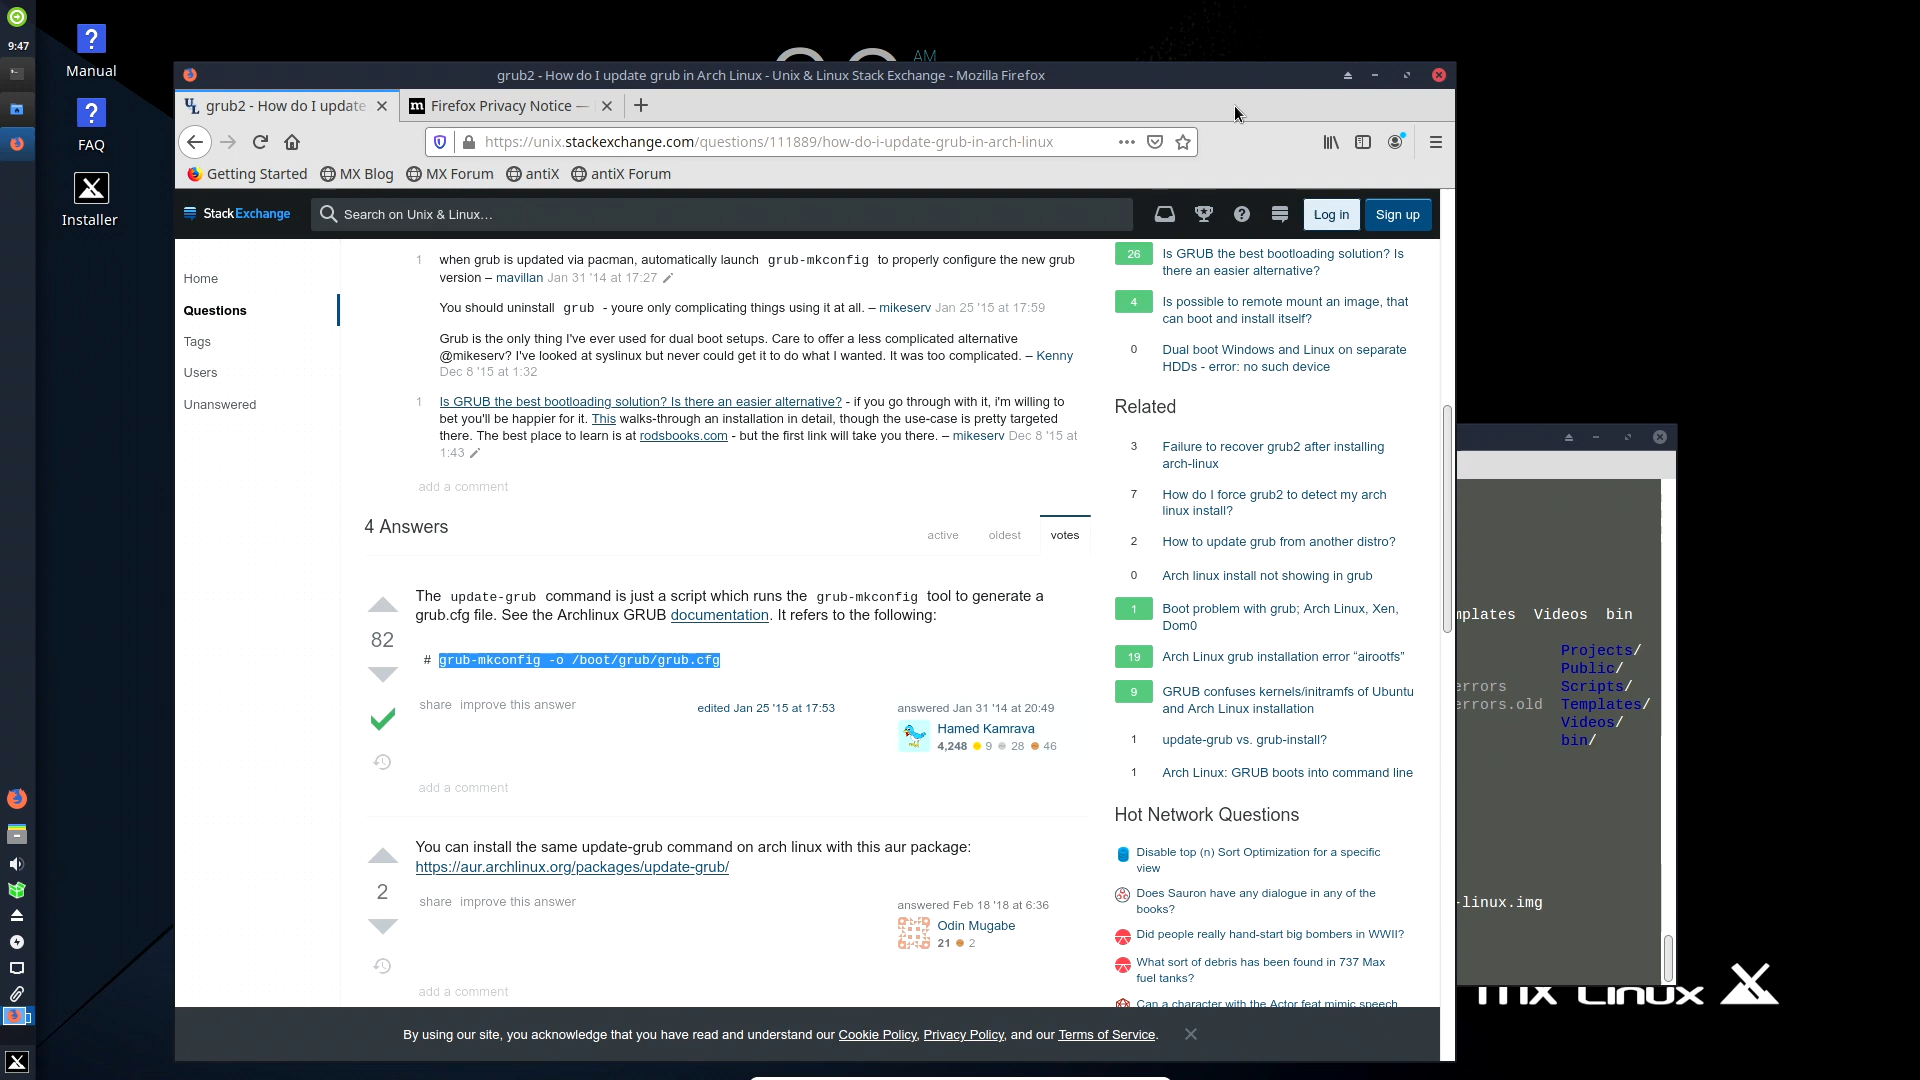 9:47
Manual
FAQ
Installer
AM
grub2 - How do I update grub in Arch Linux - Unix & Linux Stack Exchange - Mozilla Firefox
grub2 - How do I update
Firefox Privacy Notice —
https://unix.stackexchange.com/questions/111889/how-do-i-update-grub-in-arch-linux
Getting Started
MX Blog
MX Forum
antiX
antiX Forum
StackExchange
Search on Unix & Linux…
Log in
Sign up
Home
Questions
Tags
Users
Unanswered
1 when grub is updated via pacman, automatically launch grub-mkconfig to properly configure the new grub
version – mavillan Jan 31 '14 at 17:27
You should uninstall grub - youre only complicating things using it at all. – mikeserv Jan 25 '15 at 17:59
Grub is the only thing I've ever used for dual boot setups. Care to offer a less complicated alternative
@mikeserv? I've looked at syslinux but never could get it to do what I wanted. It was too complicated. – Kenny
Dec 8 '15 at 1:32
1 Is GRUB the best bootloading solution? Is there an easier alternative? - if you go through with it, i'm willing to
bet you'll be happier for it. This walks-through an installation in detail, though the use-case is pretty targeted
there. The best place to learn is at rodsbooks.com - but the first link will take you there. – mikeserv Dec 8 '15 at
1:43
add a comment
4 Answers
active
oldest
votes
82
The update-grub command is just a script which runs the grub-mkconfig tool to generate a
grub.cfg file. See the Archlinux GRUB documentation. It refers to the following:
# grub-mkconfig -o /boot/grub/grub.cfg
share improve this answer
edited Jan 25 '15 at 17:53
answered Jan 31 '14 at 20:49
Hamed Kamrava
4,248 9 28 46
add a comment
2
You can install the same update-grub command on arch linux with this aur package:
https://aur.archlinux.org/packages/update-grub/
share improve this answer
answered Feb 18 '18 at 6:36
Odin Mugabe
21 2
add a comment
26 Is GRUB the best bootloading solution? Is
there an easier alternative?
4 Is possible to remote mount an image, that
can boot and install itself?
0 Dual boot Windows and Linux on separate
HDDs - error: no such device
Related
3 Failure to recover grub2 after installing
arch-linux
7 How do I force grub2 to detect my arch
linux install?
2 How to update grub from another distro?
0 Arch linux install not showing in grub
1 Boot problem with grub; Arch Linux, Xen,
Dom0
19 Arch Linux grub installation error “airootfs”
9 GRUB confuses kernels/initramfs of Ubuntu
and Arch Linux installation
1 update-grub vs. grub-install?
1 Arch Linux: GRUB boots into command line
Hot Network Questions
Disable top (n) Sort Optimization for a specific
view
Does Sauron have any dialogue in any of the
books?
Did people really hand-start big bombers in WWII?
What sort of debris has been found in 737 Max
fuel tanks?
Can a character with the Actor feat mimic speech
By using our site, you acknowledge that you have read and understand our Cookie Policy, Privacy Policy, and our Terms of Service.
mplates Videos bin
Projects/
Public/
errors Scripts/
errors.old Templates/
Videos/
bin/
-linux.img
mx Linux